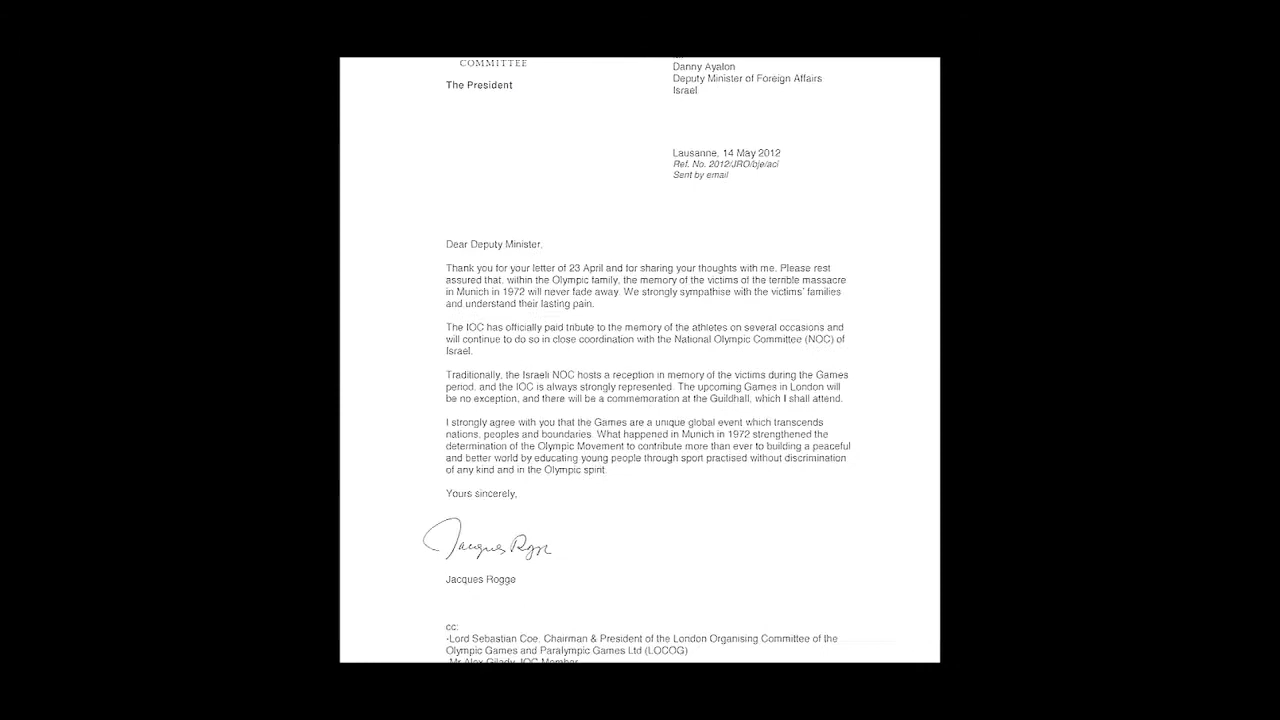 COMMITTEE
The President
Danny Ayalon
Deputy Minister of Foreign Affairs
Israel
Lausanne, 14 May 2012
Ref. No. 2012/JRO/bje/aci
Sent by email
Dear Deputy Minister,
Thank you for your letter of 23 April and for sharing your thoughts with me. Please rest
assured that, within the Olympic family, the memory of the victims of the terrible massacre
in Munich in 1972 will never fade away. We strongly sympathise with the victims' families
and understand their lasting pain.
The IOC has officially paid tribute to the memory of the athletes on several occasions and
will continue to do so in close coordination with the National Olympic Committee (NOC) of
Israel.
Traditionally, the Israeli NOC hosts a reception in memory of the victims during the Games
period, and the IOC is always strongly represented. The upcoming Games in London will
be no exception, and there will be a commemoration at the Guildhall, which I shall attend.
I strongly agree with you that the Games are a unique global event which transcends
nations, peoples and boundaries. What happened in Munich in 1972 strengthened the
determination of the Olympic Movement to contribute more than ever to building a peaceful
and better world by educating young people through sport practised without discrimination
of any kind and in the Olympic spirit.
Yours sincerely,
Jacques Rogge
Jacques Rogge
cc:
-Lord Sebastian Coe, Chairman & President of the London Organising Committee of the
Olympic Games and Paralympic Games Ltd (LOCOG)
-Mr Alex Gilady, IOC Member